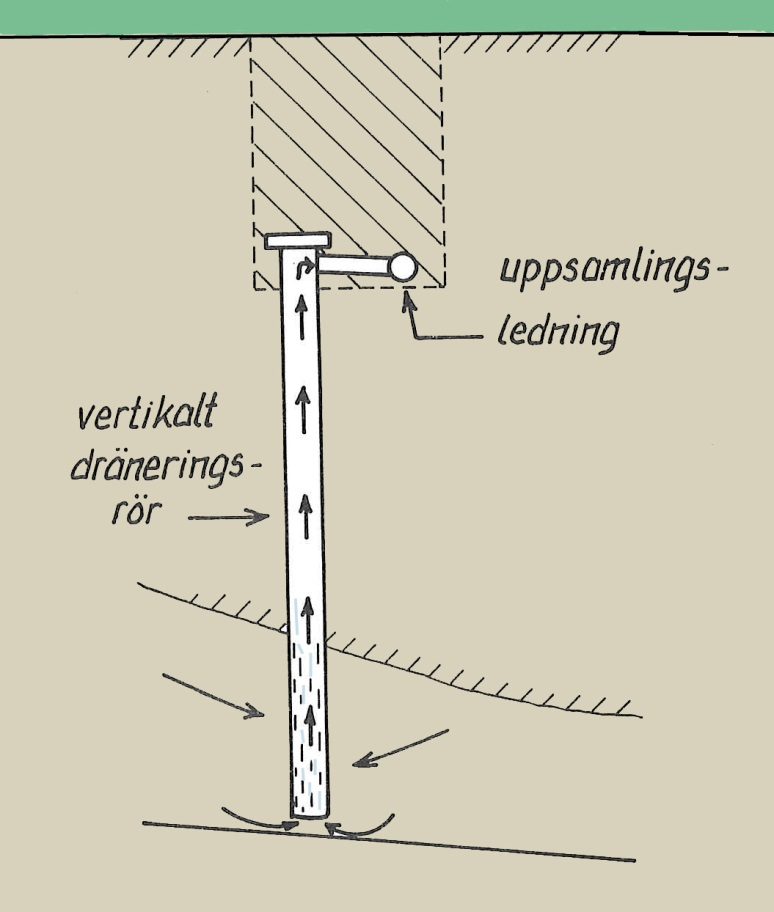 uppsamlings-
ledning
vertikalt
dränerings-
rör